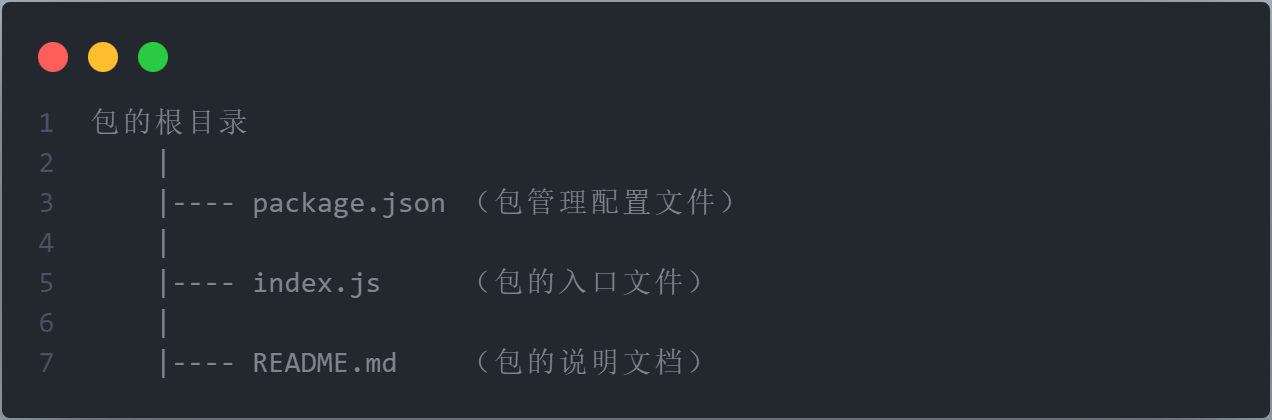 1 包的根目录
2     |
3     |---- package.json （包管理配置文件）
4     |
5     |---- index.js     （包的入口文件）
6     |
7     |---- README.md    （包的说明文档）